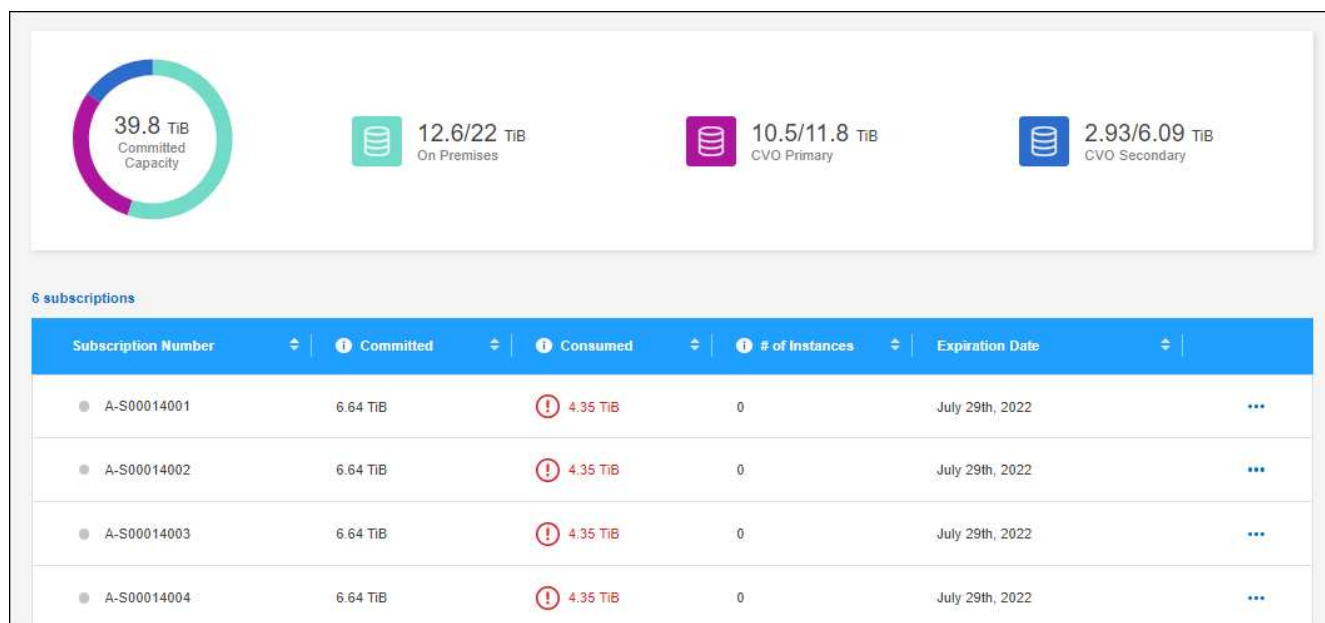 39.8 TiB
Committed
Capacity
12.6/22 TiB
On Premises
10.5/11.8 TiB
CVO Primary
2.93/6.09 TiB
CVO Secondary
6 subscriptions
Subscription Number Committed Consumed # of Instances Expiration Date
A-S00014001 6.64 TiB 4.35 TiB 0 July 29th, 2022
A-S00014002 6.64 TiB 4.35 TiB 0 July 29th, 2022
A-S00014003 6.64 TiB 4.35 TiB 0 July 29th, 2022
A-S00014004 6.64 TiB 4.35 TiB 0 July 29th, 2022